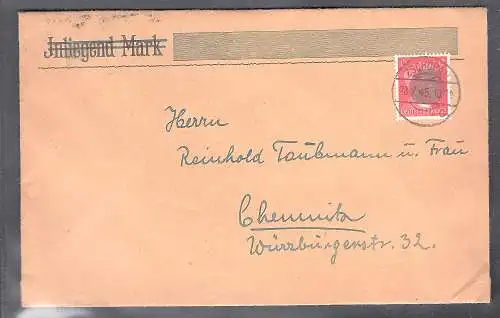 Inliegend Mark
Herrn
Reinhold Taubmann u. Frau
Chemnitz
Würzburgerstr. 32.